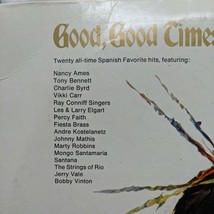 Good, Good Times
Twenty all-time Spanish Favorite hits, featuring:
Nancy Ames
Tony Bennett
Charlie Byrd
Vikki Carr
Ray Conniff Singers
Les & Larry Elgart
Percy Faith
Fiesta Brass
Andre Kostelanetz
Johnny Mathis
Marty Robbins
Mongo Santamaria
Santana
The Strings of Rio
Jerry Vale
Bobby Vinton